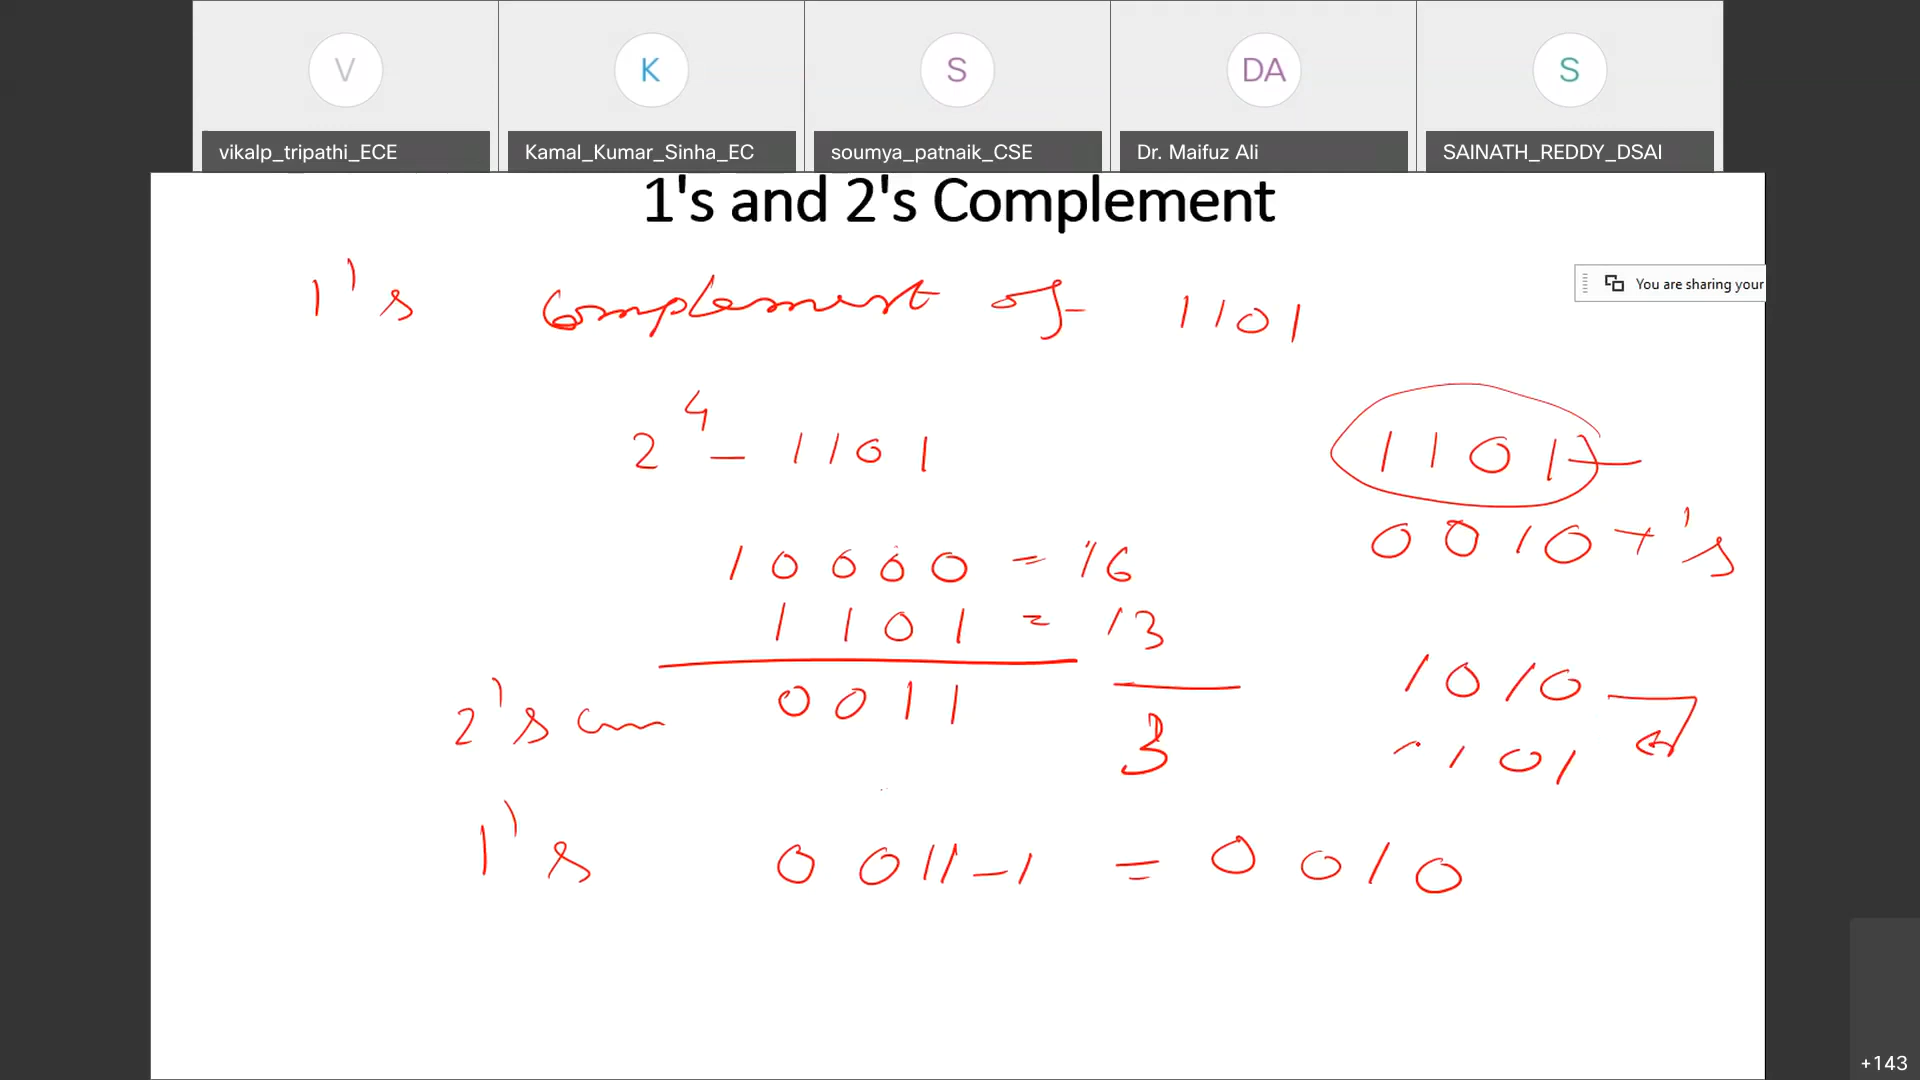 V K S DA S
vikalp_tripathi_ECE Kamal_Kumar_Sinha_EC soumya_patnaik_CSE Dr. Maifuz Ali SAINATH_REDDY_DSAI
1's and 2's Complement
You are sharing your
1's complement of 1101
2⁴ - 1101
1101
0010 → 1's
10000 = 16
1101 = 13
0011 3
2's com
1010
0101
1's 0011-1 = 0010
+143